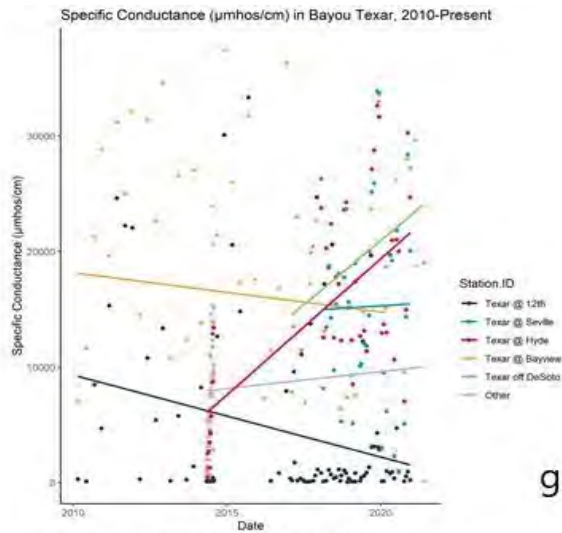 Specific Conductance (µmhos/cm) in Bayou Texar, 2010-Present
30000
20000
10000
0
Specific Conductance (µmhos/cm)
2010
2015
2020
Date
Station.ID
Texar @ 12th
Texar @ Seville
Texar @ Hyde
Texar @ Bayview
Texar off DeSoto
Other
g